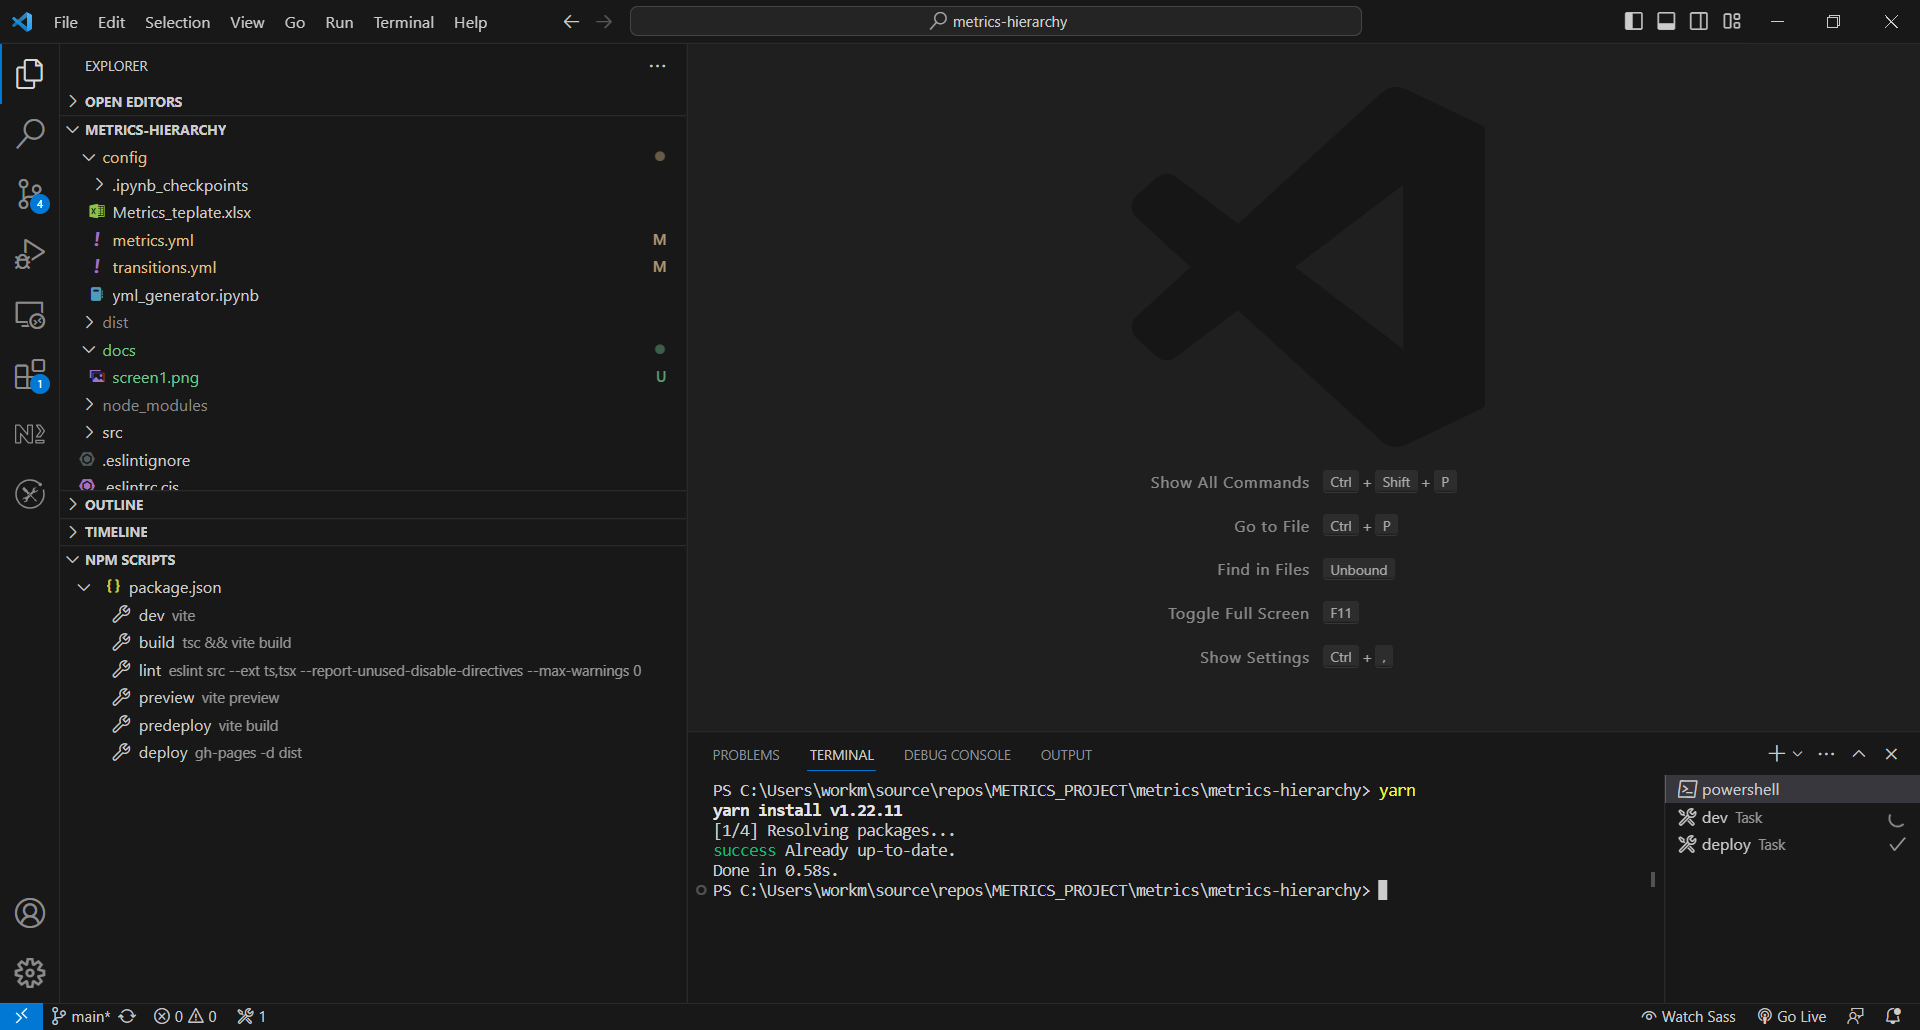 File Edit Selection View Go Run Terminal Help
metrics-hierarchy
EXPLORER
OPEN EDITORS
METRICS-HIERARCHY
config
.ipynb_checkpoints
Metrics_teplate.xlsx
metrics.yml M
transitions.yml M
yml_generator.ipynb
dist
docs
screen1.png U
node_modules
src
.eslintignore
.eslintrc.cjs
OUTLINE
TIMELINE
NPM SCRIPTS
{} package.json
dev vite
build tsc && vite build
lint eslint src --ext ts,tsx --report-unused-disable-directives --max-warnings 0
preview vite preview
predeploy vite build
deploy gh-pages -d dist
4
1
Show All Commands Ctrl + Shift + P
Go to File Ctrl + P
Find in Files Unbound
Toggle Full Screen F11
Show Settings Ctrl + ,
PROBLEMS TERMINAL DEBUG CONSOLE OUTPUT
PS C:\Users\workm\source\repos\METRICS_PROJECT\metrics\metrics-hierarchy> yarn
yarn install v1.22.11
[1/4] Resolving packages...
success Already up-to-date.
Done in 0.58s.
PS C:\Users\workm\source\repos\METRICS_PROJECT\metrics\metrics-hierarchy>
powershell
dev Task
deploy Task
main* 0 0 1
Watch Sass Go Live